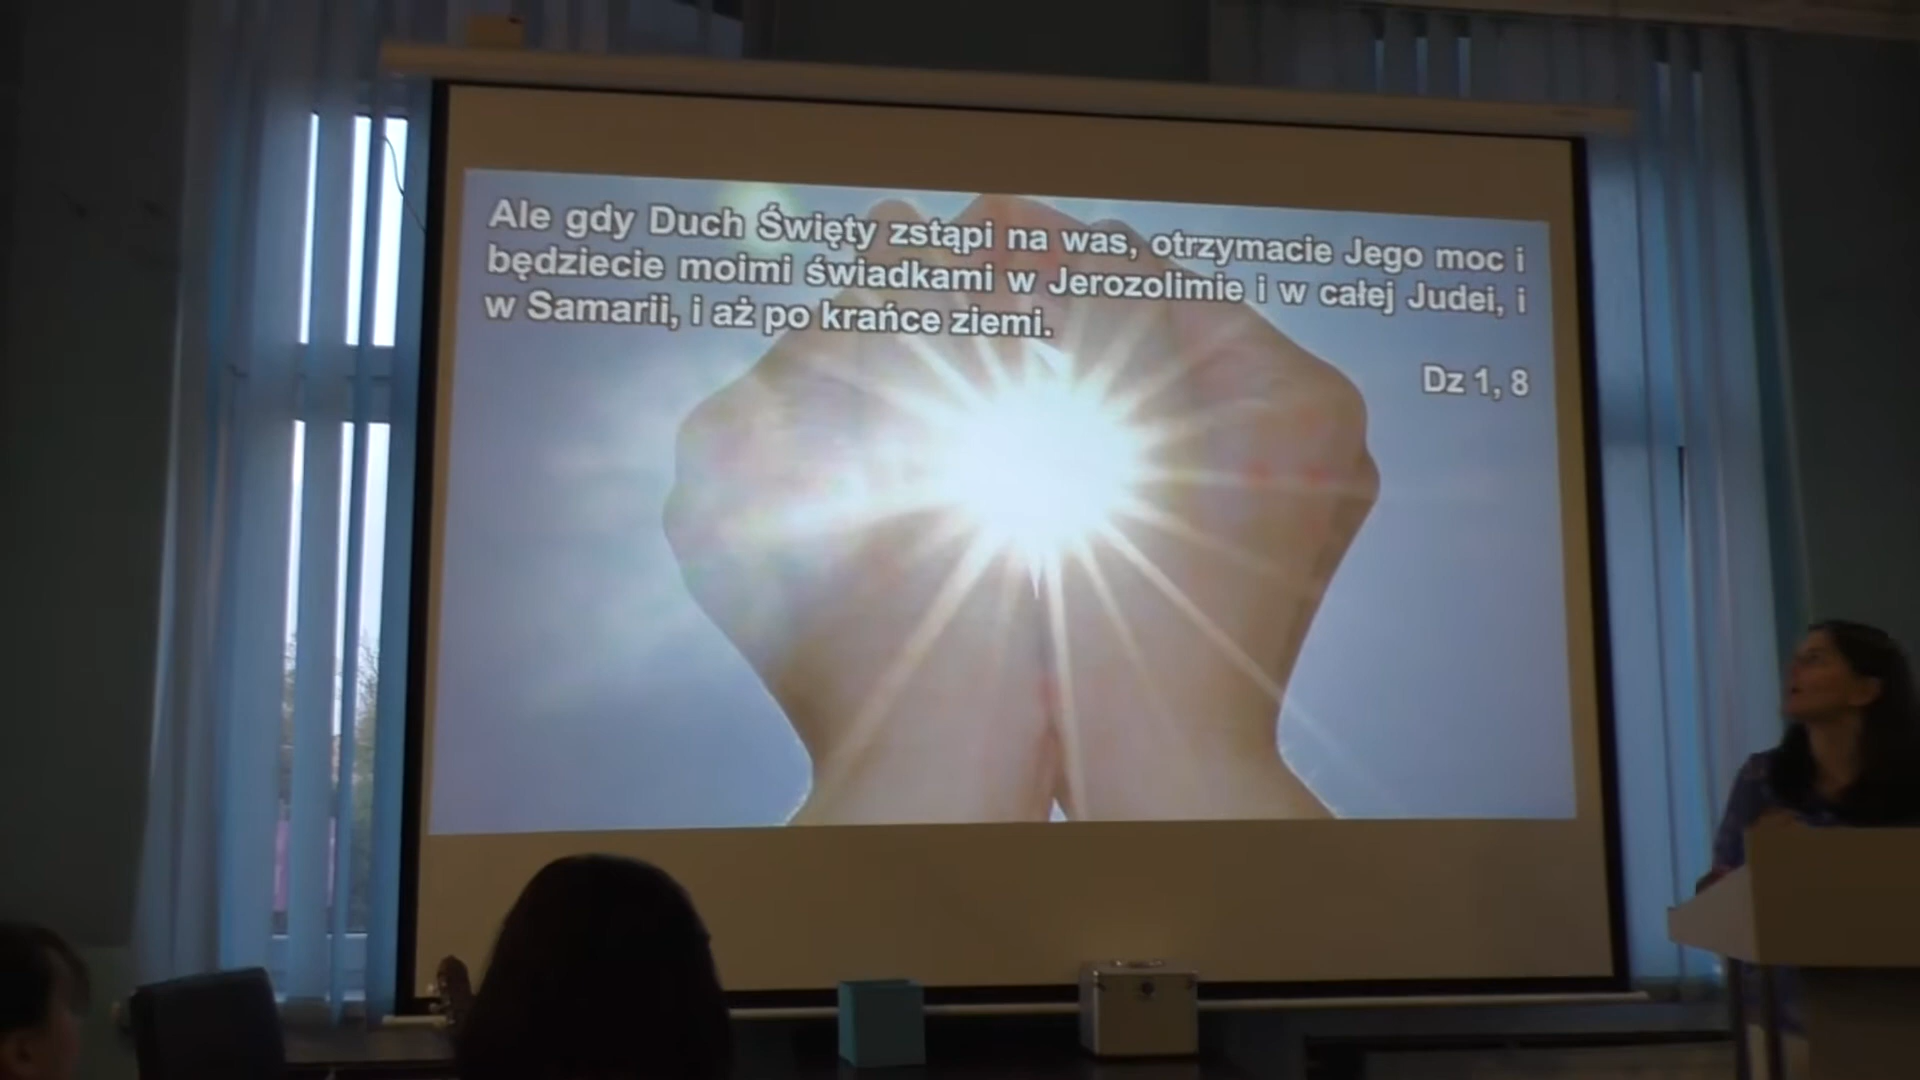 Ale gdy Duch Święty zstąpi na was, otrzymacie Jego moc i
będziecie moimi świadkami w Jerozolimie i w całej Judei, i
w Samarii, i aż po krańce ziemi.
Dz 1, 8